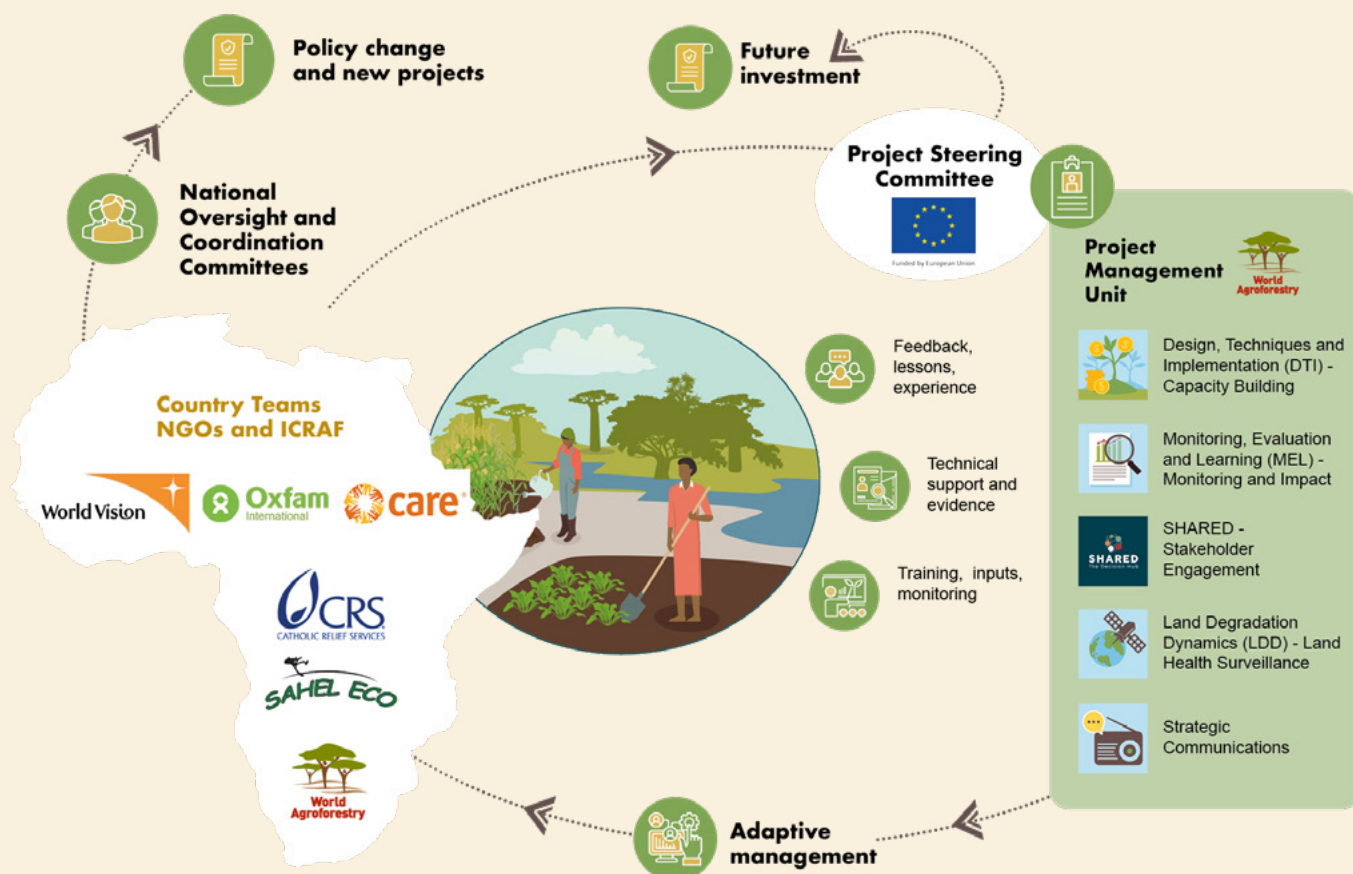 Policy change
and new projects
Future
investment
National
Oversight and
Coordination
Committees
Project Steering
Committee
Funded by European Union
Project
Management
Unit
World
Agroforestry
Design, Techniques and
Implementation (DTI) -
Capacity Building
Monitoring, Evaluation
and Learning (MEL) -
Monitoring and Impact
SHARED
The Decision Hub
SHARED -
Stakeholder
Engagement
Land Degradation
Dynamics (LDD) - Land
Health Surveillance
Strategic
Communications
Feedback,
lessons,
experience
Technical
support and
evidence
Training, inputs,
monitoring
Country Teams
NGOs and ICRAF
World Vision
Oxfam
International
care®
CRS
CATHOLIC RELIEF SERVICES
SAHEL ECO
World
Agroforestry
Adaptive
management